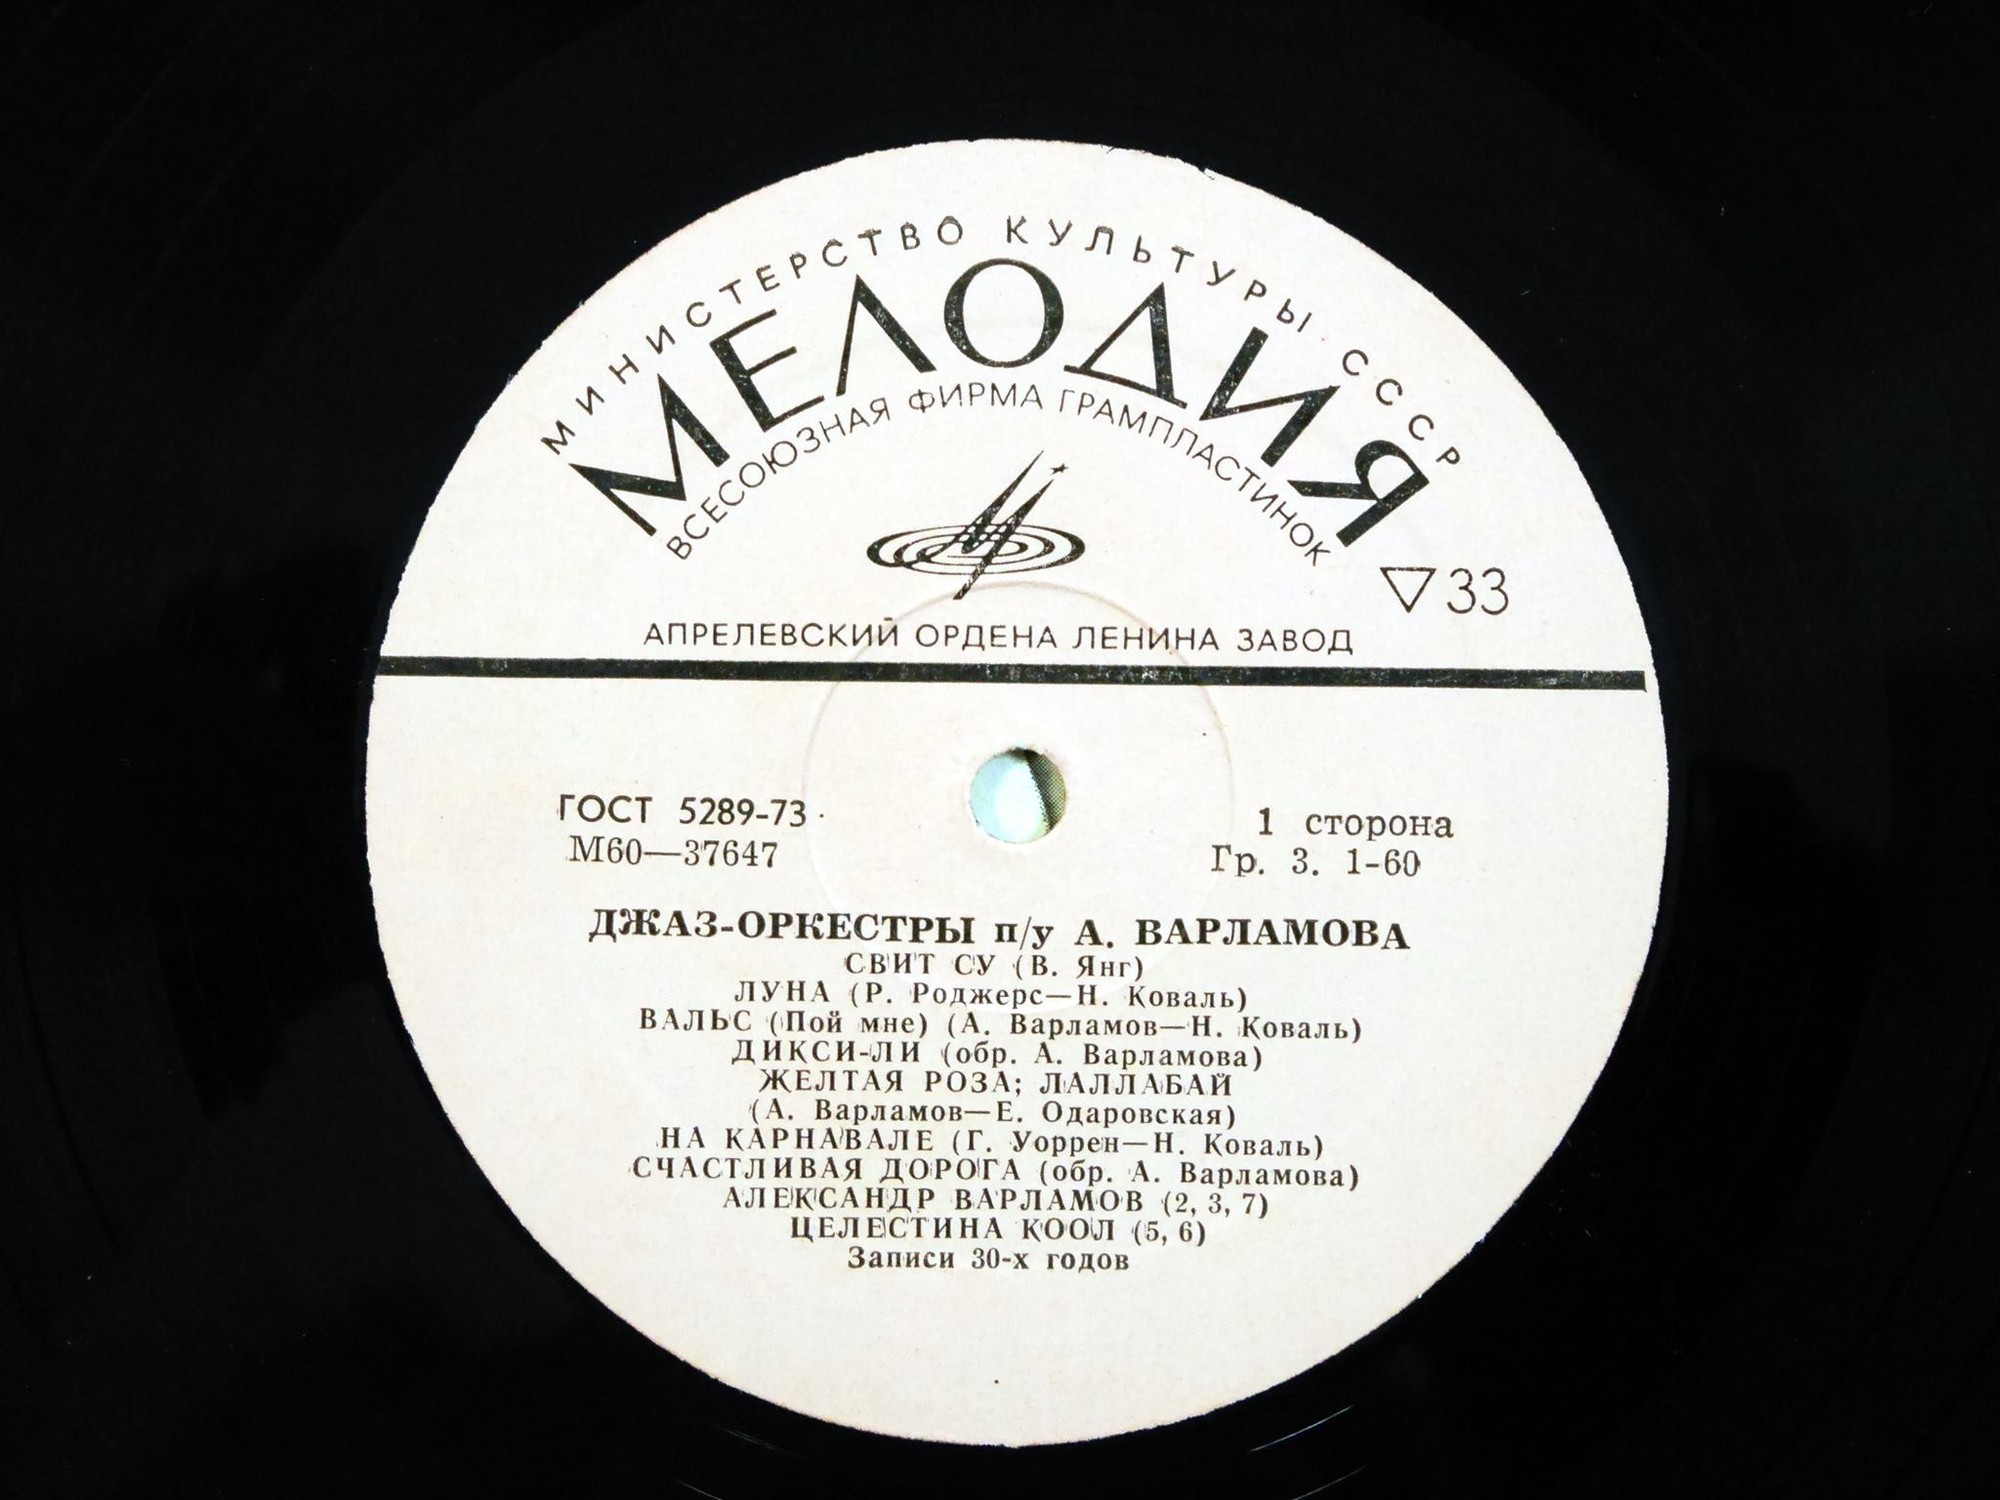 МИНИСТЕРСТВО КУЛЬТУРЫ СССР
МЕЛОДИЯ
ВСЕСОЮЗНАЯ ФИРМА ГРАМПЛАСТИНОК
▽33
АПРЕЛЕВСКИЙ ОРДЕНА ЛЕНИНА ЗАВОД
ГОСТ 5289-73
М60—37647
1 сторона
Гр. 3. 1-60
ДЖАЗ-ОРКЕСТРЫ п/у А. ВАРЛАМОВА
СВИТ СУ (В. Янг)
ЛУНА (Р. Роджерс—Н. Коваль)
ВАЛЬС (Пой мне) (А. Варламов—Н. Коваль)
ДИКСИ-ЛИ (обр. А. Варламова)
ЖЕЛТАЯ РОЗА; ЛАЛЛАБАЙ
(А. Варламов—Е. Одаровская)
НА КАРНАВАЛЕ (Г. Уоррен—Н. Коваль)
СЧАСТЛИВАЯ ДОРОГА (обр. А. Варламова)
АЛЕКСАНДР ВАРЛАМОВ (2, 3, 7)
ЦЕЛЕСТИНА КООЛ (5, 6)
Записи 30-х годов